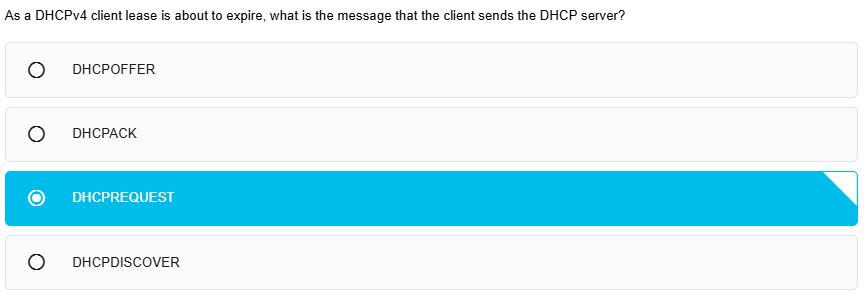 As a DHCPv4 client lease is about to expire, what is the message that the client sends the DHCP server?
DHCPOFFER
DHCPACK
DHCPREQUEST
DHCPDISCOVER